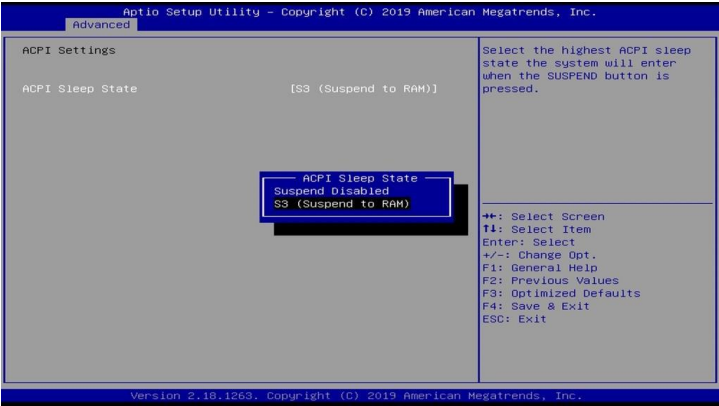 Aptio Setup Utility – Copyright (C) 2019 American Megatrends, Inc.
Advanced
ACPI Settings
ACPI Sleep State [S3 (Suspend to RAM)]
Select the highest ACPI sleep
state the system will enter
when the SUSPEND button is
pressed.
ACPI Sleep State
Suspend Disabled
S3 (Suspend to RAM)
→←: Select Screen
↑↓: Select Item
Enter: Select
+/-: Change Opt.
F1: General Help
F2: Previous Values
F3: Optimized Defaults
F4: Save & Exit
ESC: Exit
Version 2.18.1263. Copyright (C) 2019 American Megatrends, Inc.